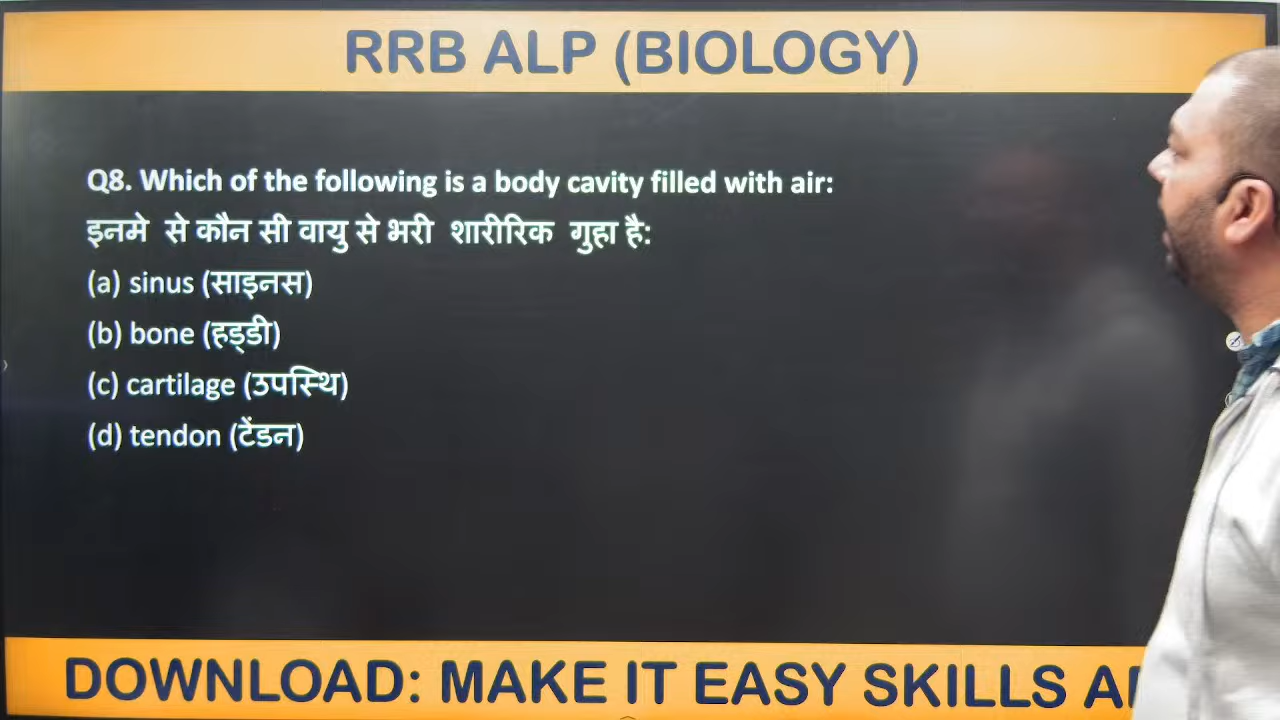 RRB ALP (BIOLOGY)
Q8. Which of the following is a body cavity filled with air:
इनमे से कौन सी वायु से भरी शारीरिक गुहा है:
(a) sinus (साइनस)
(b) bone (हड्डी)
(c) cartilage (उपस्थि)
(d) tendon (टेंडन)
DOWNLOAD: MAKE IT EASY SKILLS